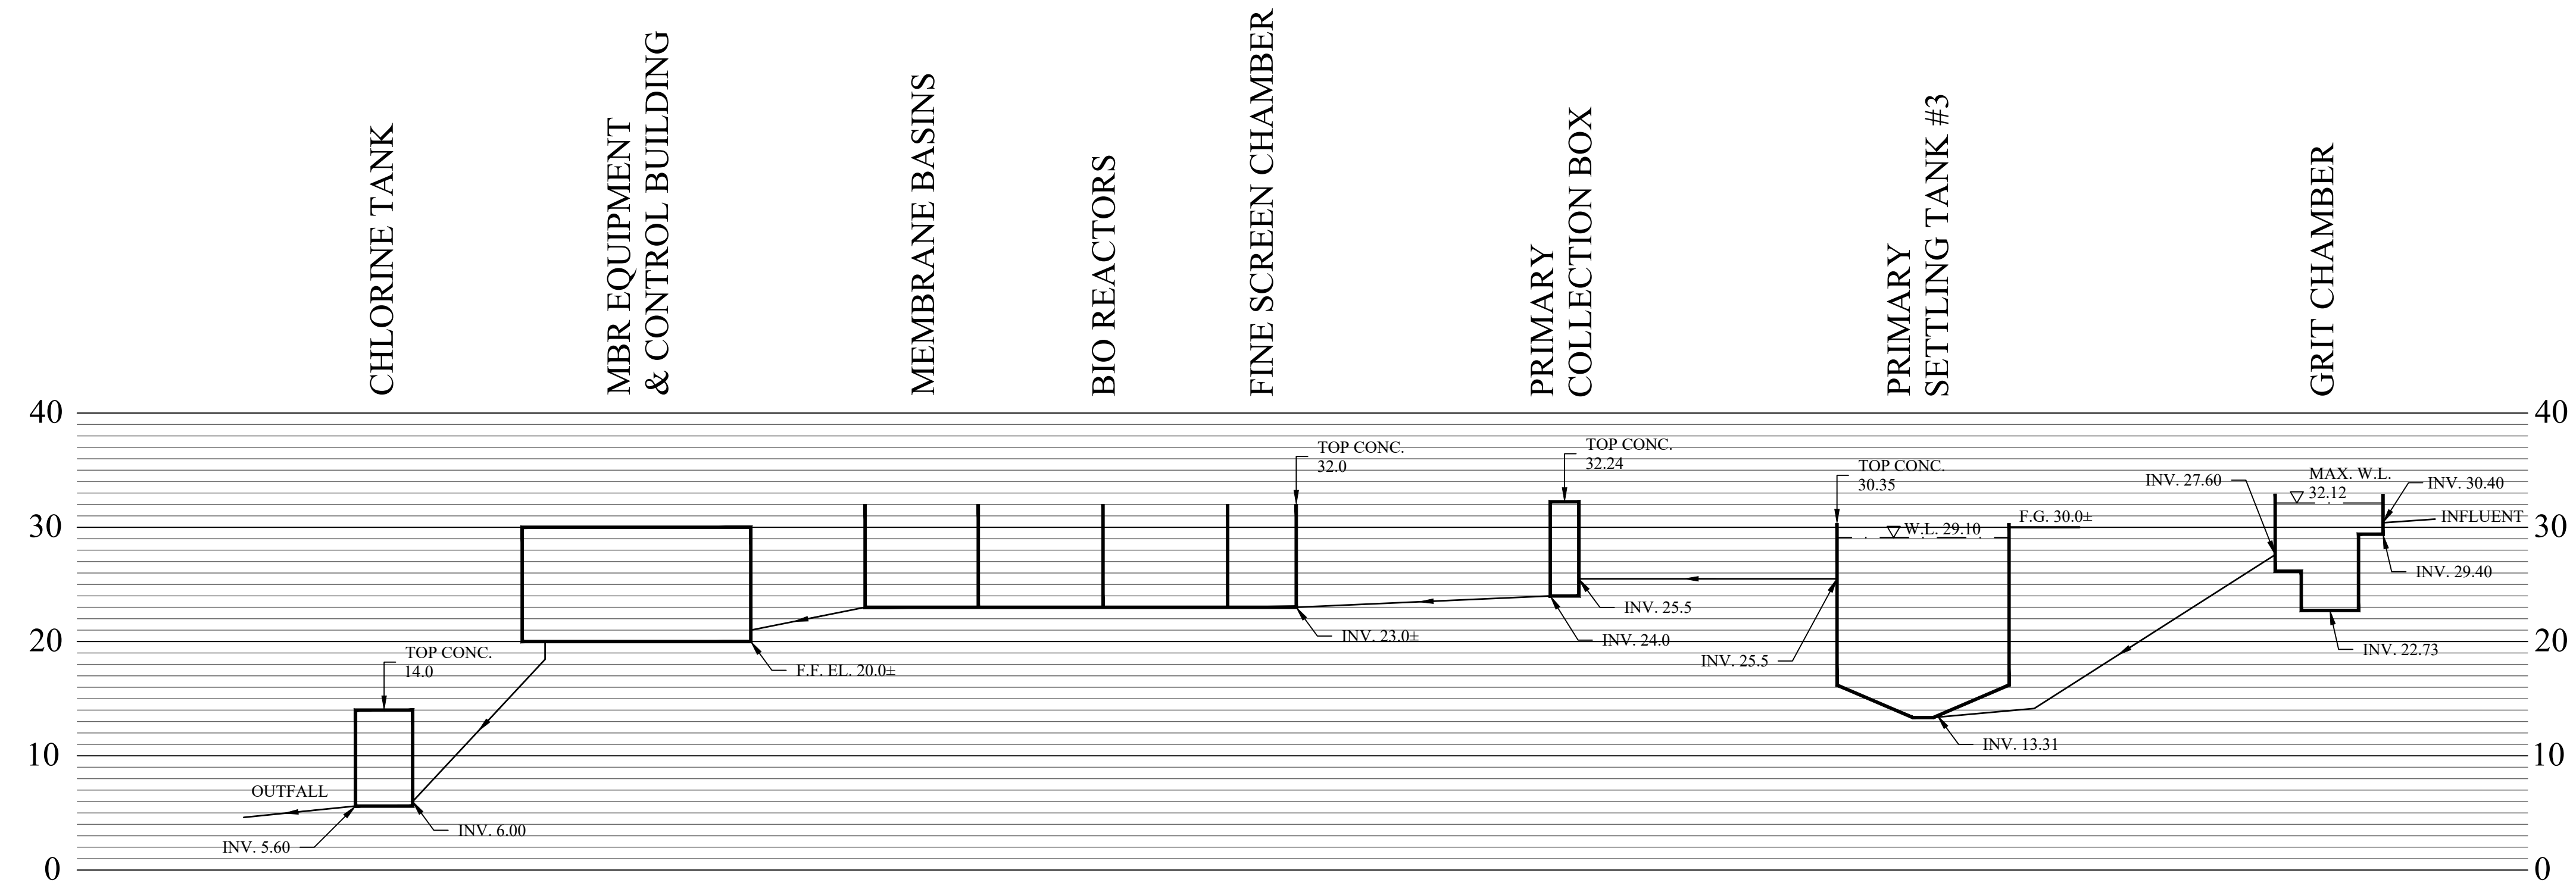 CHLORINE TANK
MBR EQUIPMENT
& CONTROL BUILDING
MEMBRANE BASINS
BIO REACTORS
FINE SCREEN CHAMBER
PRIMARY
COLLECTION BOX
PRIMARY
SETTLING TANK #3
GRIT CHAMBER
40
40
30
30
20
20
10
10
0
0
OUTFALL
INV. 5.60
TOP CONC.
14.0
INV. 6.00
F.F. EL. 20.0±
TOP CONC.
32.0
INV. 23.0±
TOP CONC.
32.24
INV. 25.5
INV. 24.0
TOP CONC.
30.35
W.L. 29.10
F.G. 30.0±
INV. 25.5
INV. 13.31
INV. 27.60
MAX. W.L.
32.12
INV. 30.40
INFLUENT
INV. 29.40
INV. 22.73